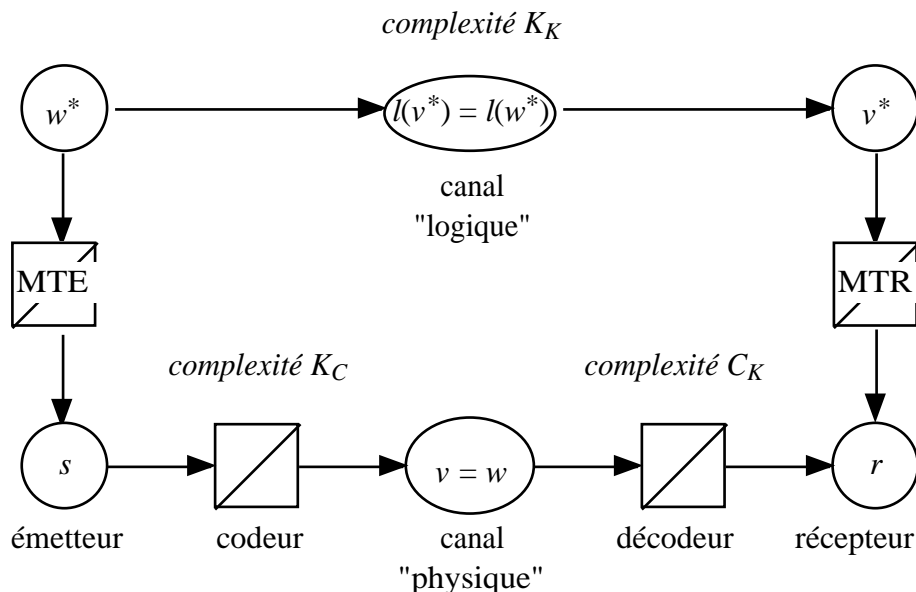 complexité K_K
w* l(v*) = l(w*) v*
canal
"logique"
MTE MTR
complexité K_C complexité C_K
s v = w r
émetteur codeur canal décodeur récepteur
"physique"